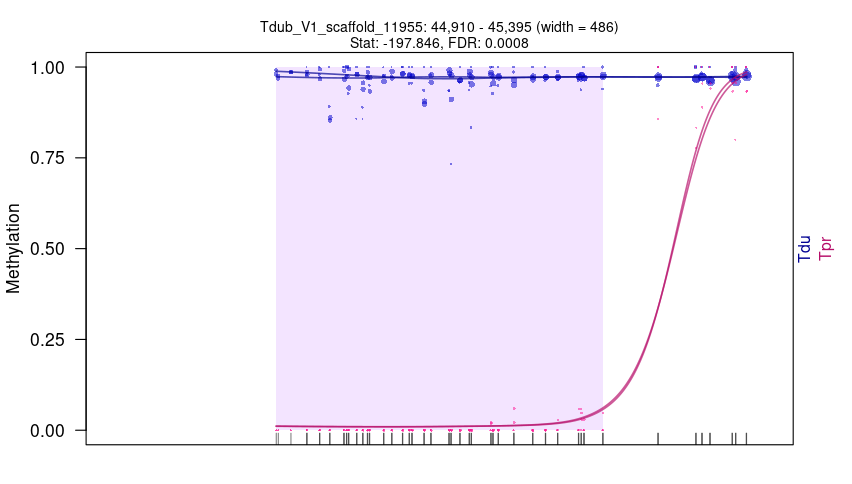 Tdub_V1_scaffold_11955: 44,910 - 45,395 (width = 486)
Stat: -197.846, FDR: 0.0008
1.00
0.75
0.50
0.25
0.00
Methylation
Tdu
Tpr